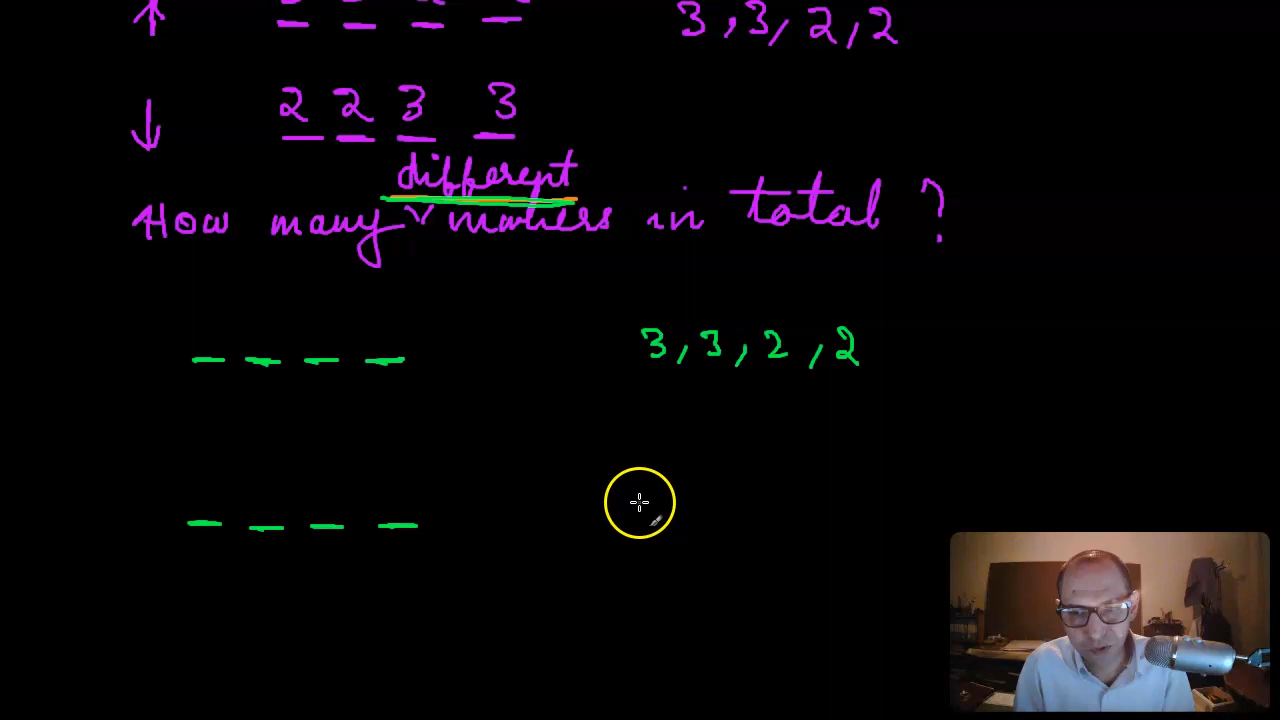 3, 3, 2, 2
2 2 3 3
different
How many numbers in total ?
3, 3, 2, 2